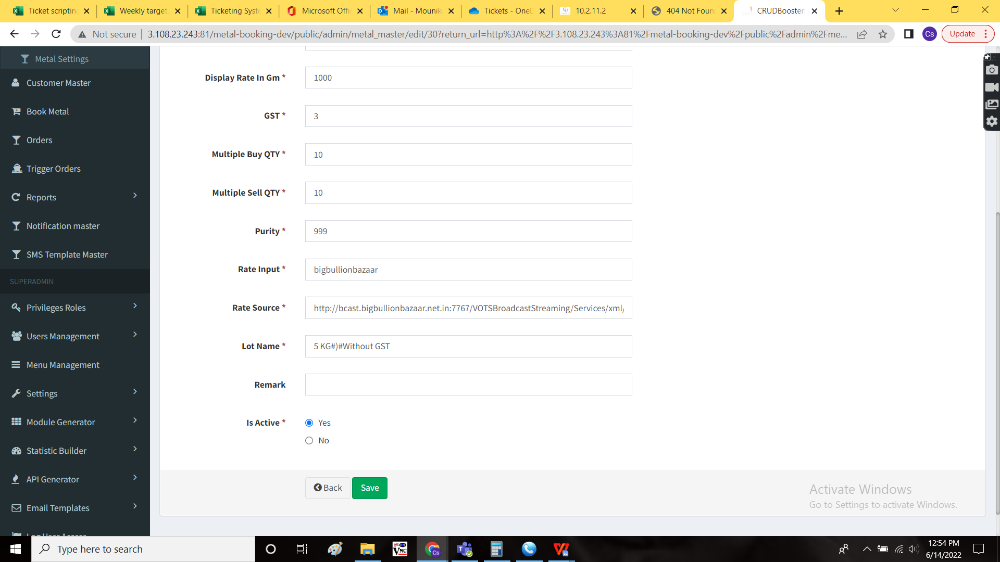 Ticket scripting
Weekly target
Ticketing Syste
Microsoft Offic
Mail - Mounik
Tickets - OneD
10.2.11.2
404 Not Foun
CRUDBooster
Not secure
3.108.23.243:81/metal-booking-dev/public/admin/metal_master/edit/30?return_url=http%3A%2F%2F3.108.23.243%3A81%2Fmetal-booking-dev%2Fpublic%2Fadmin%2Fme...
Cs
Update
Metal Settings
Customer Master
Book Metal
Orders
Trigger Orders
Reports
Notification master
SMS Template Master
SUPERADMIN
Privileges Roles
Users Management
Menu Management
Settings
Module Generator
Statistic Builder
API Generator
Email Templates
Log User Access
Display Rate In Gm *
1000
GST *
3
Multiple Buy QTY *
10
Multiple Sell QTY *
10
Purity *
999
Rate Input *
bigbullionbazaar
Rate Source *
http://bcast.bigbullionbazaar.net.in:7767/VOTSBroadcastStreaming/Services/xml/
Lot Name *
5 KG#)#Without GST
Remark
Is Active *
Yes
No
Back
Save
Activate Windows
Go to Settings to activate Windows.
Type here to search
12:54 PM
6/14/2022